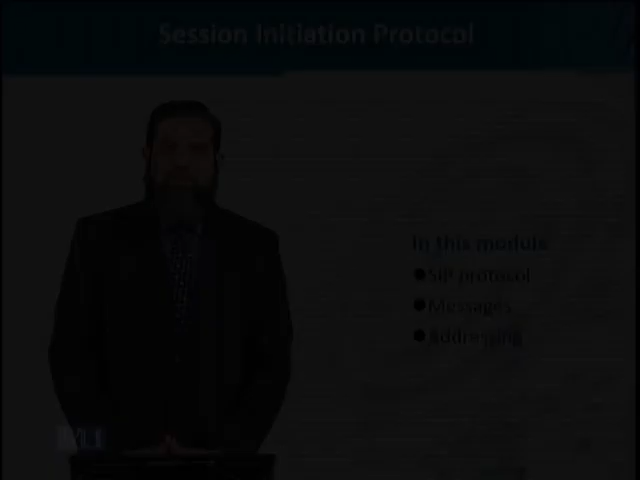 Session Initiation Protocol
In this module
●SIP protocol
●Messages
●Addressing